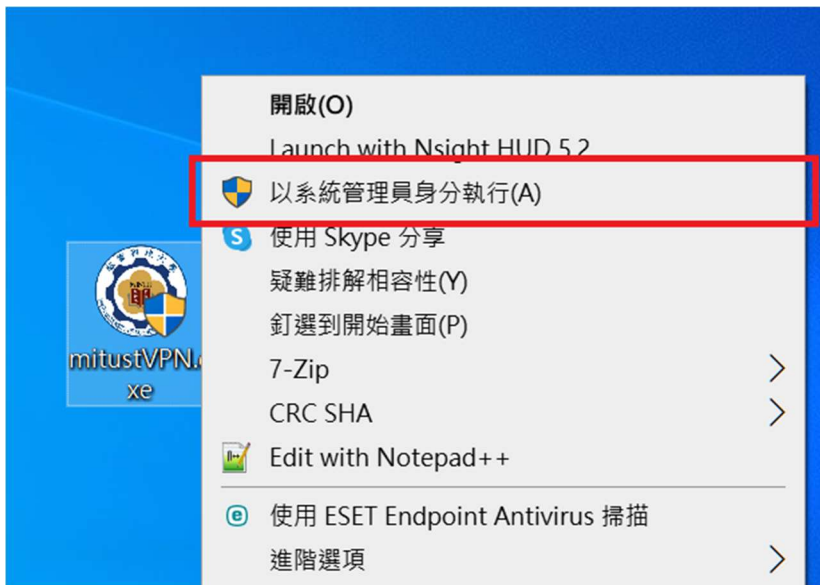 開啟(O)
Launch with Nsight HUD 5.2
以系統管理員身分執行(A)
使用 Skype 分享
疑難排解相容性(Y)
釘選到開始畫面(P)
7-Zip
CRC SHA
Edit with Notepad++
使用 ESET Endpoint Antivirus 掃描
進階選項
mitustVPN.
xe